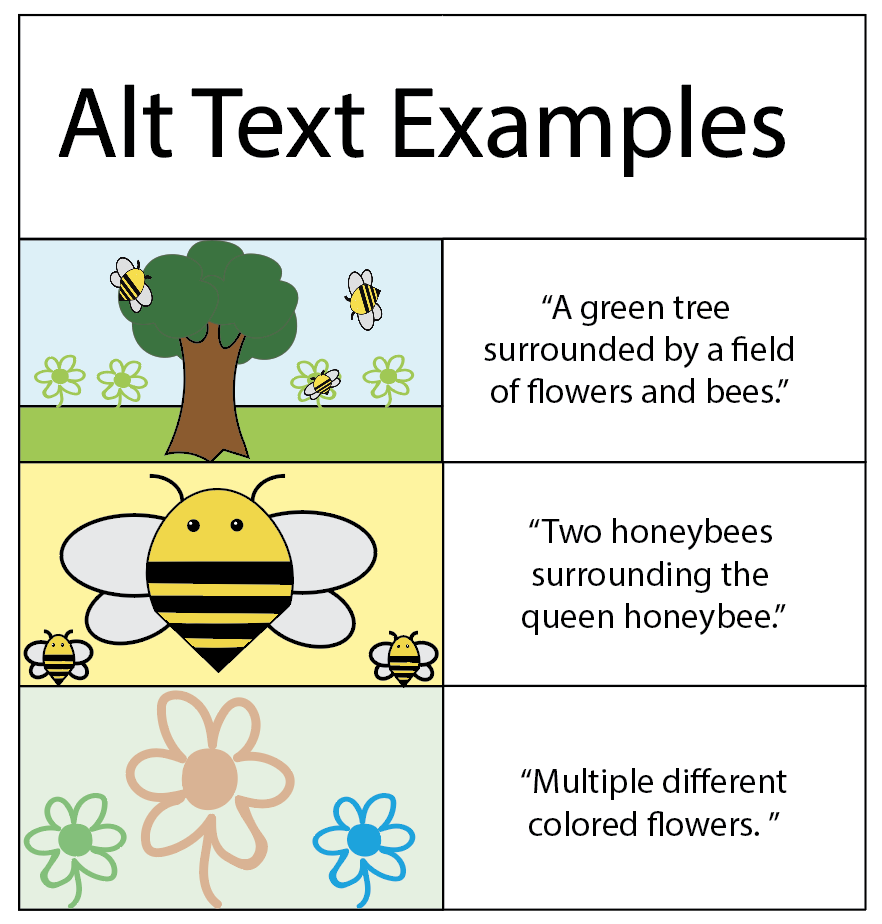 Alt Text Examples
“A green tree
surrounded by a field
of flowers and bees.”
“Two honeybees
surrounding the
queen honeybee.”
“Multiple different
colored flowers. ”